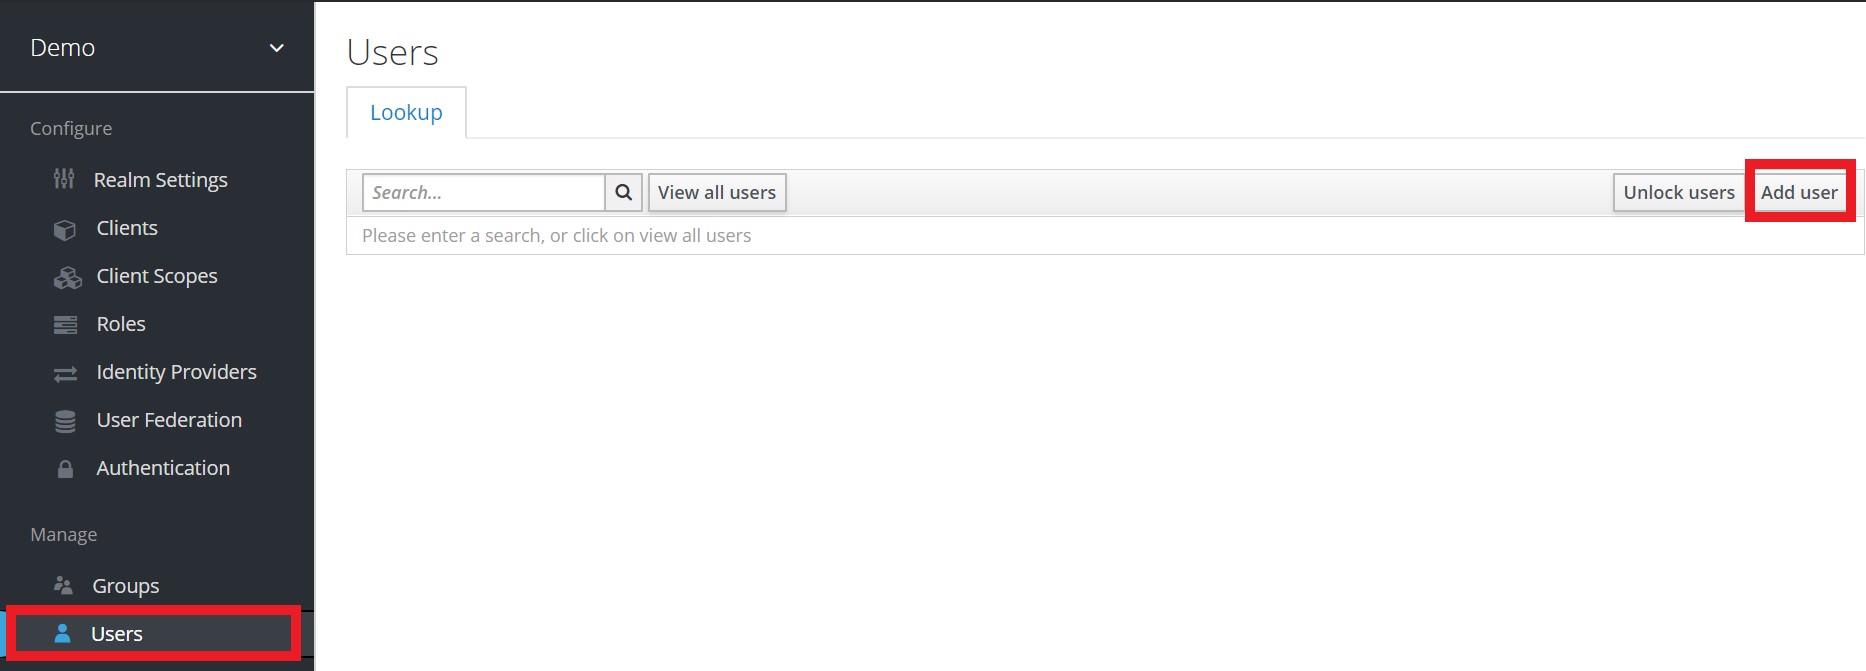 Demo
Configure
Realm Settings
Clients
Client Scopes
Roles
Identity Providers
User Federation
Authentication
Manage
Groups
Users
Users
Lookup
Search... View all users Unlock users Add user
Please enter a search, or click on view all users